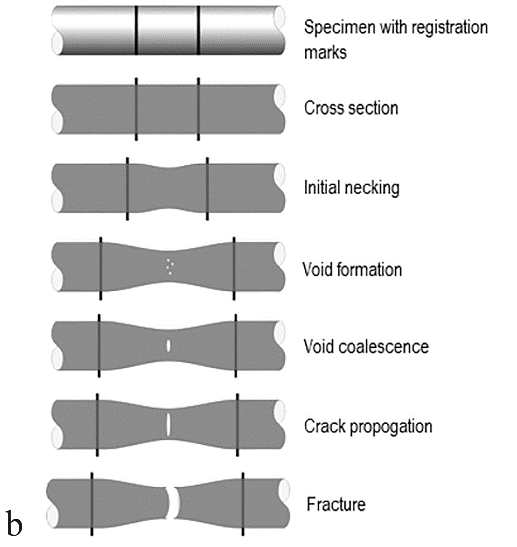 Specimen with registration
marks
Cross section
Initial necking
Void formation
Void coalescence
Crack propogation
Fracture
b